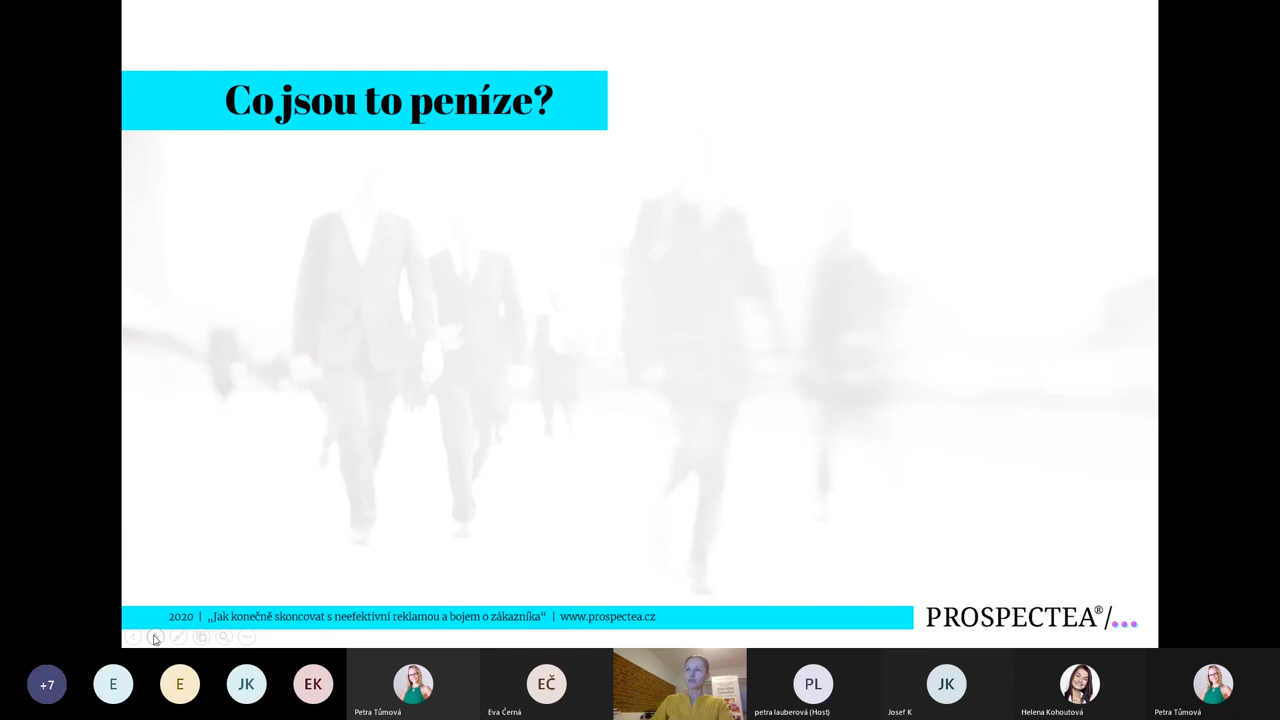 Co jsou to peníze?
2020 | „Jak konečně skoncovat s neefektivní reklamou a bojem o zákazníka“ | www.prospectea.cz
PROSPECTEA®/...
+7
E
E
JK
EK
Petra Tůmová
EČ
Eva Černá
PL
petra lauberová (Host)
JK
Josef K
Helena Kohoutová
Petra Tůmová